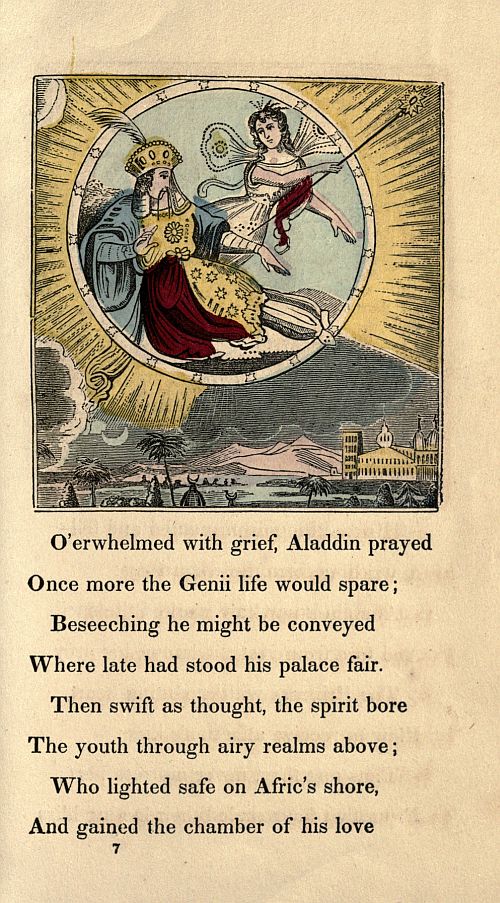 O'erwhelmed with grief, Aladdin prayed
Once more the Genii life would spare;
Beseeching he might be conveyed
Where late had stood his palace fair.
Then swift as thought, the spirit bore
The youth through airy realms above;
Who lighted safe on Afric's shore,
And gained the chamber of his love
7